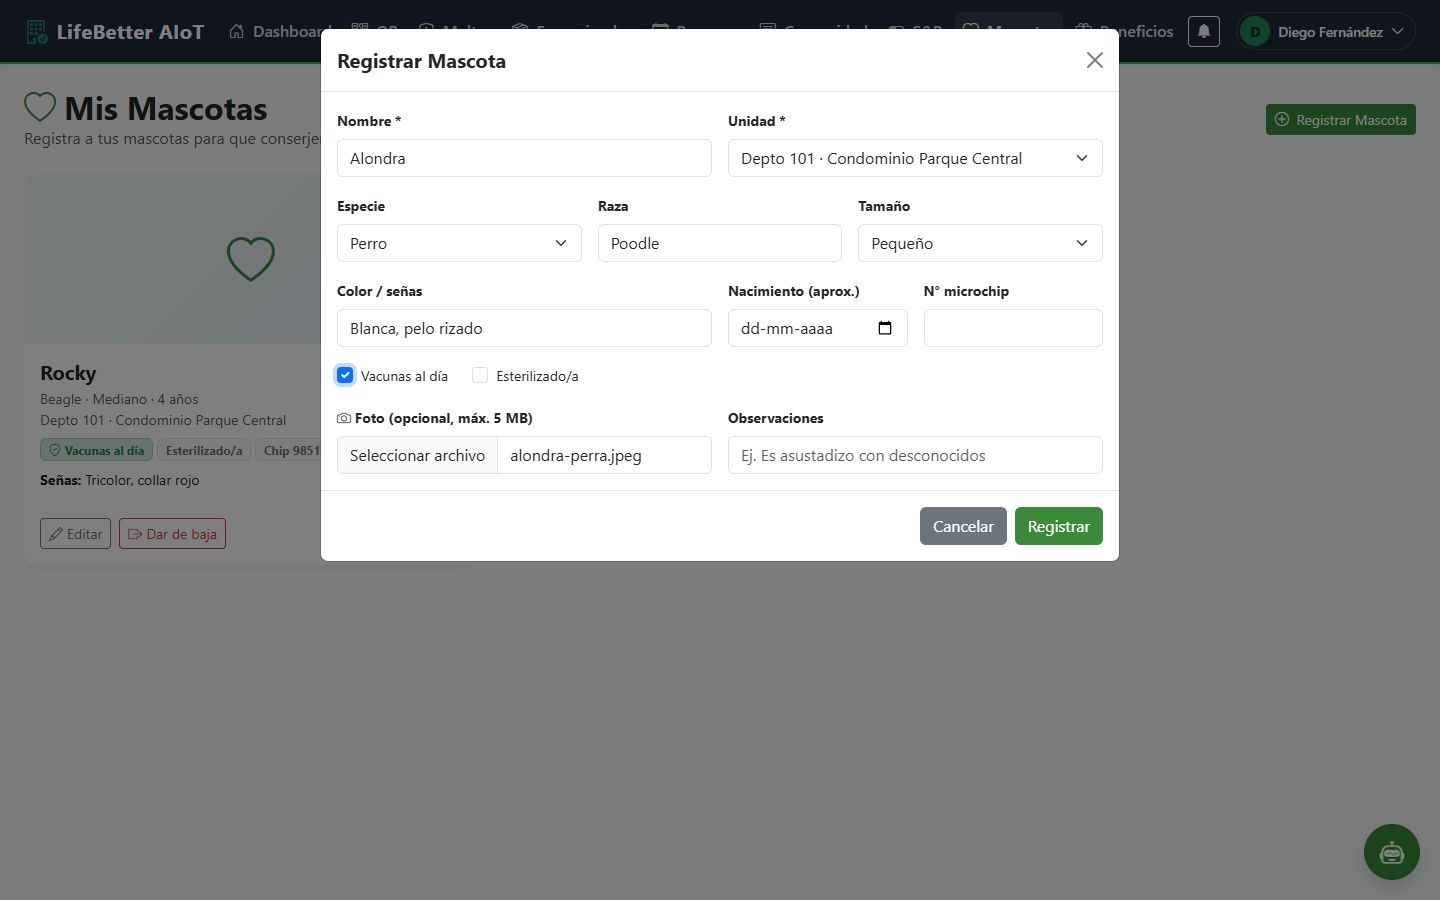 LifeBetter AIoT
Beneficios
D
Diego Fernández
Registrar Mascota
Mis Mascotas
Registra a tus mascotas para que conserje
Registrar Mascota
Nombre *
Unidad *
Alondra
Depto 101 · Condominio Parque Central
Especie
Raza
Tamaño
Perro
Poodle
Pequeño
Color / señas
Nacimiento (aprox.)
N° microchip
Blanca, pelo rizado
dd-mm-aaaa
Vacunas al día
Esterilizado/a
Foto (opcional, máx. 5 MB)
Observaciones
Seleccionar archivo
alondra-perra.jpeg
Ej. Es asustadizo con desconocidos
Cancelar
Registrar
Rocky
Beagle · Mediano · 4 años
Depto 101 · Condominio Parque Central
Vacunas al día
Esterilizado/a
Chip 9851
Señas: Tricolor, collar rojo
Editar
Dar de baja